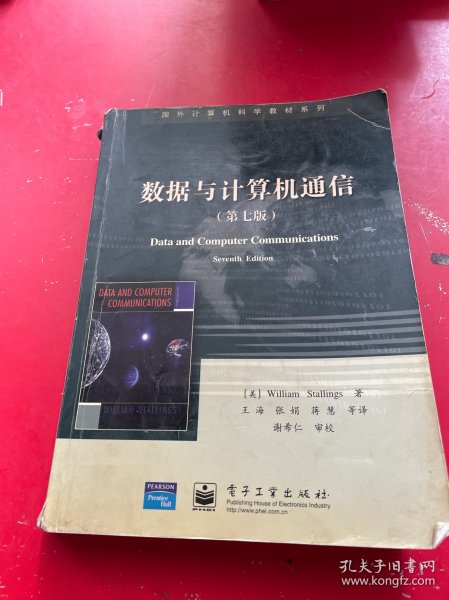 国外计算机科学教材系列
数据与计算机通信
（第七版）
Data and Computer Communications
Seventh Edition
DATA AND COMPUTER
COMMUNICATIONS
WILLIAM STALLINGS
[美] William Stallings 著
王海 张娟 蒋慧 等译
谢希仁 审校
PEARSON
Prentice
Hall
PHEI
电子工业出版社
Publishing House of Electronics Industry
http://www.phei.com.cn
孔夫子旧书网
www.kongfz.com